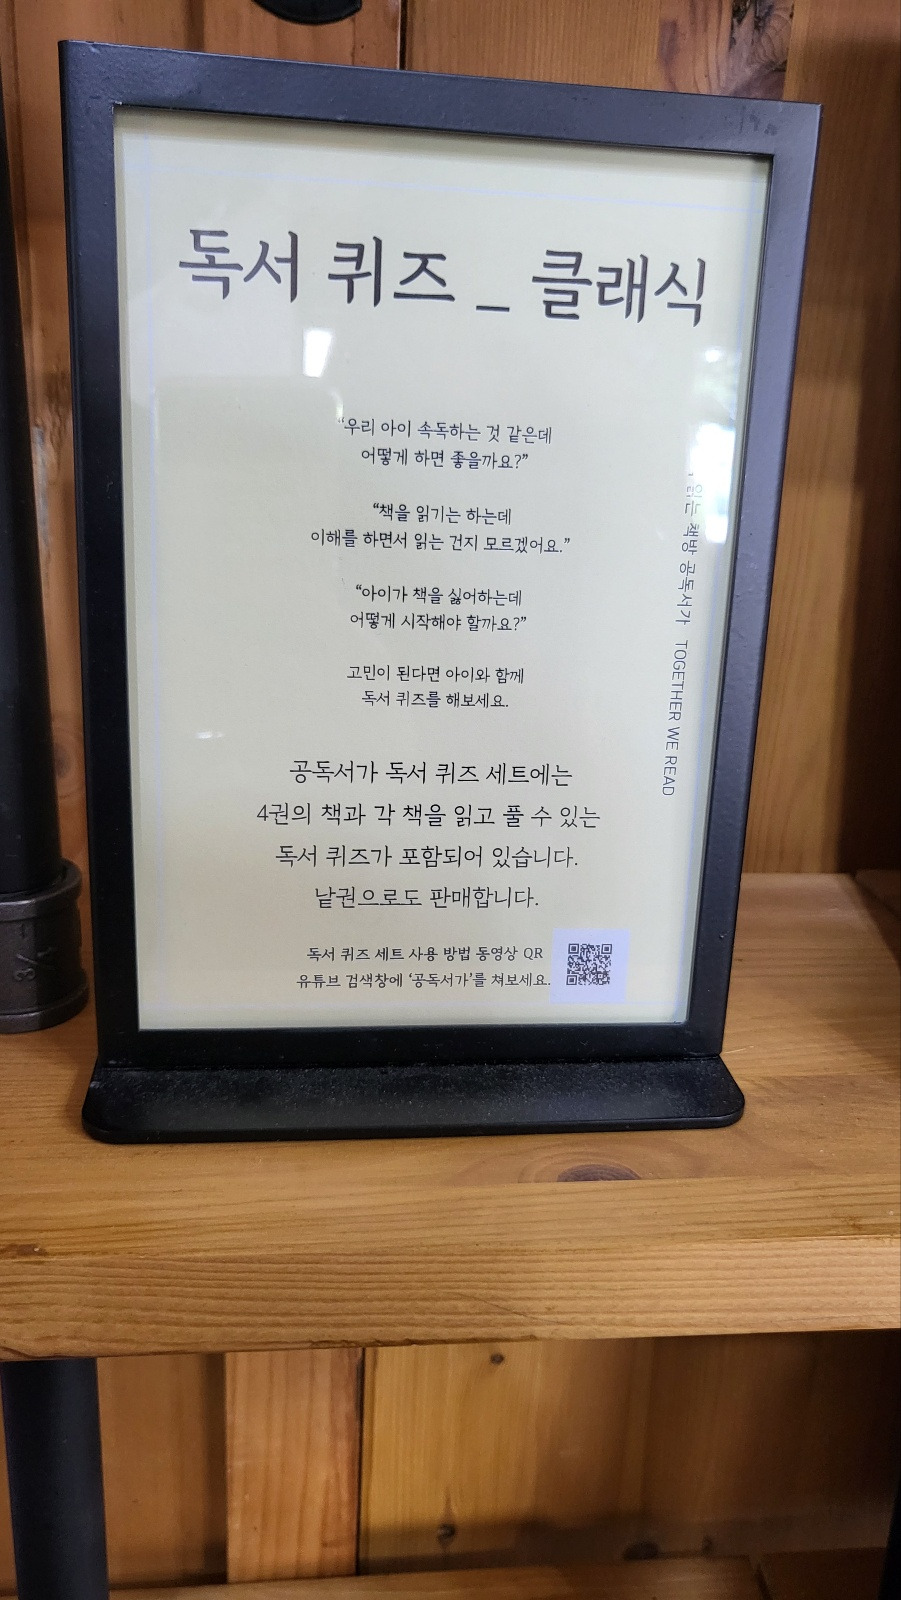 독서 퀴즈 _ 클래식
“우리 아이 속독하는 것 같은데
어떻게 하면 좋을까요?”
“책을 읽기는 하는데
이해를 하면서 읽는 건지 모르겠어요.”
“아이가 책을 싫어하는데
어떻게 시작해야 할까요?”
고민이 된다면 아이와 함께
독서 퀴즈를 해보세요.
공독서가 독서 퀴즈 세트에는
4권의 책과 각 책을 읽고 풀 수 있는
독서 퀴즈가 포함되어 있습니다.
낱권으로도 판매합니다.
독서 퀴즈 세트 사용 방법 동영상 QR
유튜브 검색창에 ‘공독서가’를 쳐보세요.
읽는 책방 공독서가 TOGETHER WE READ
3/4